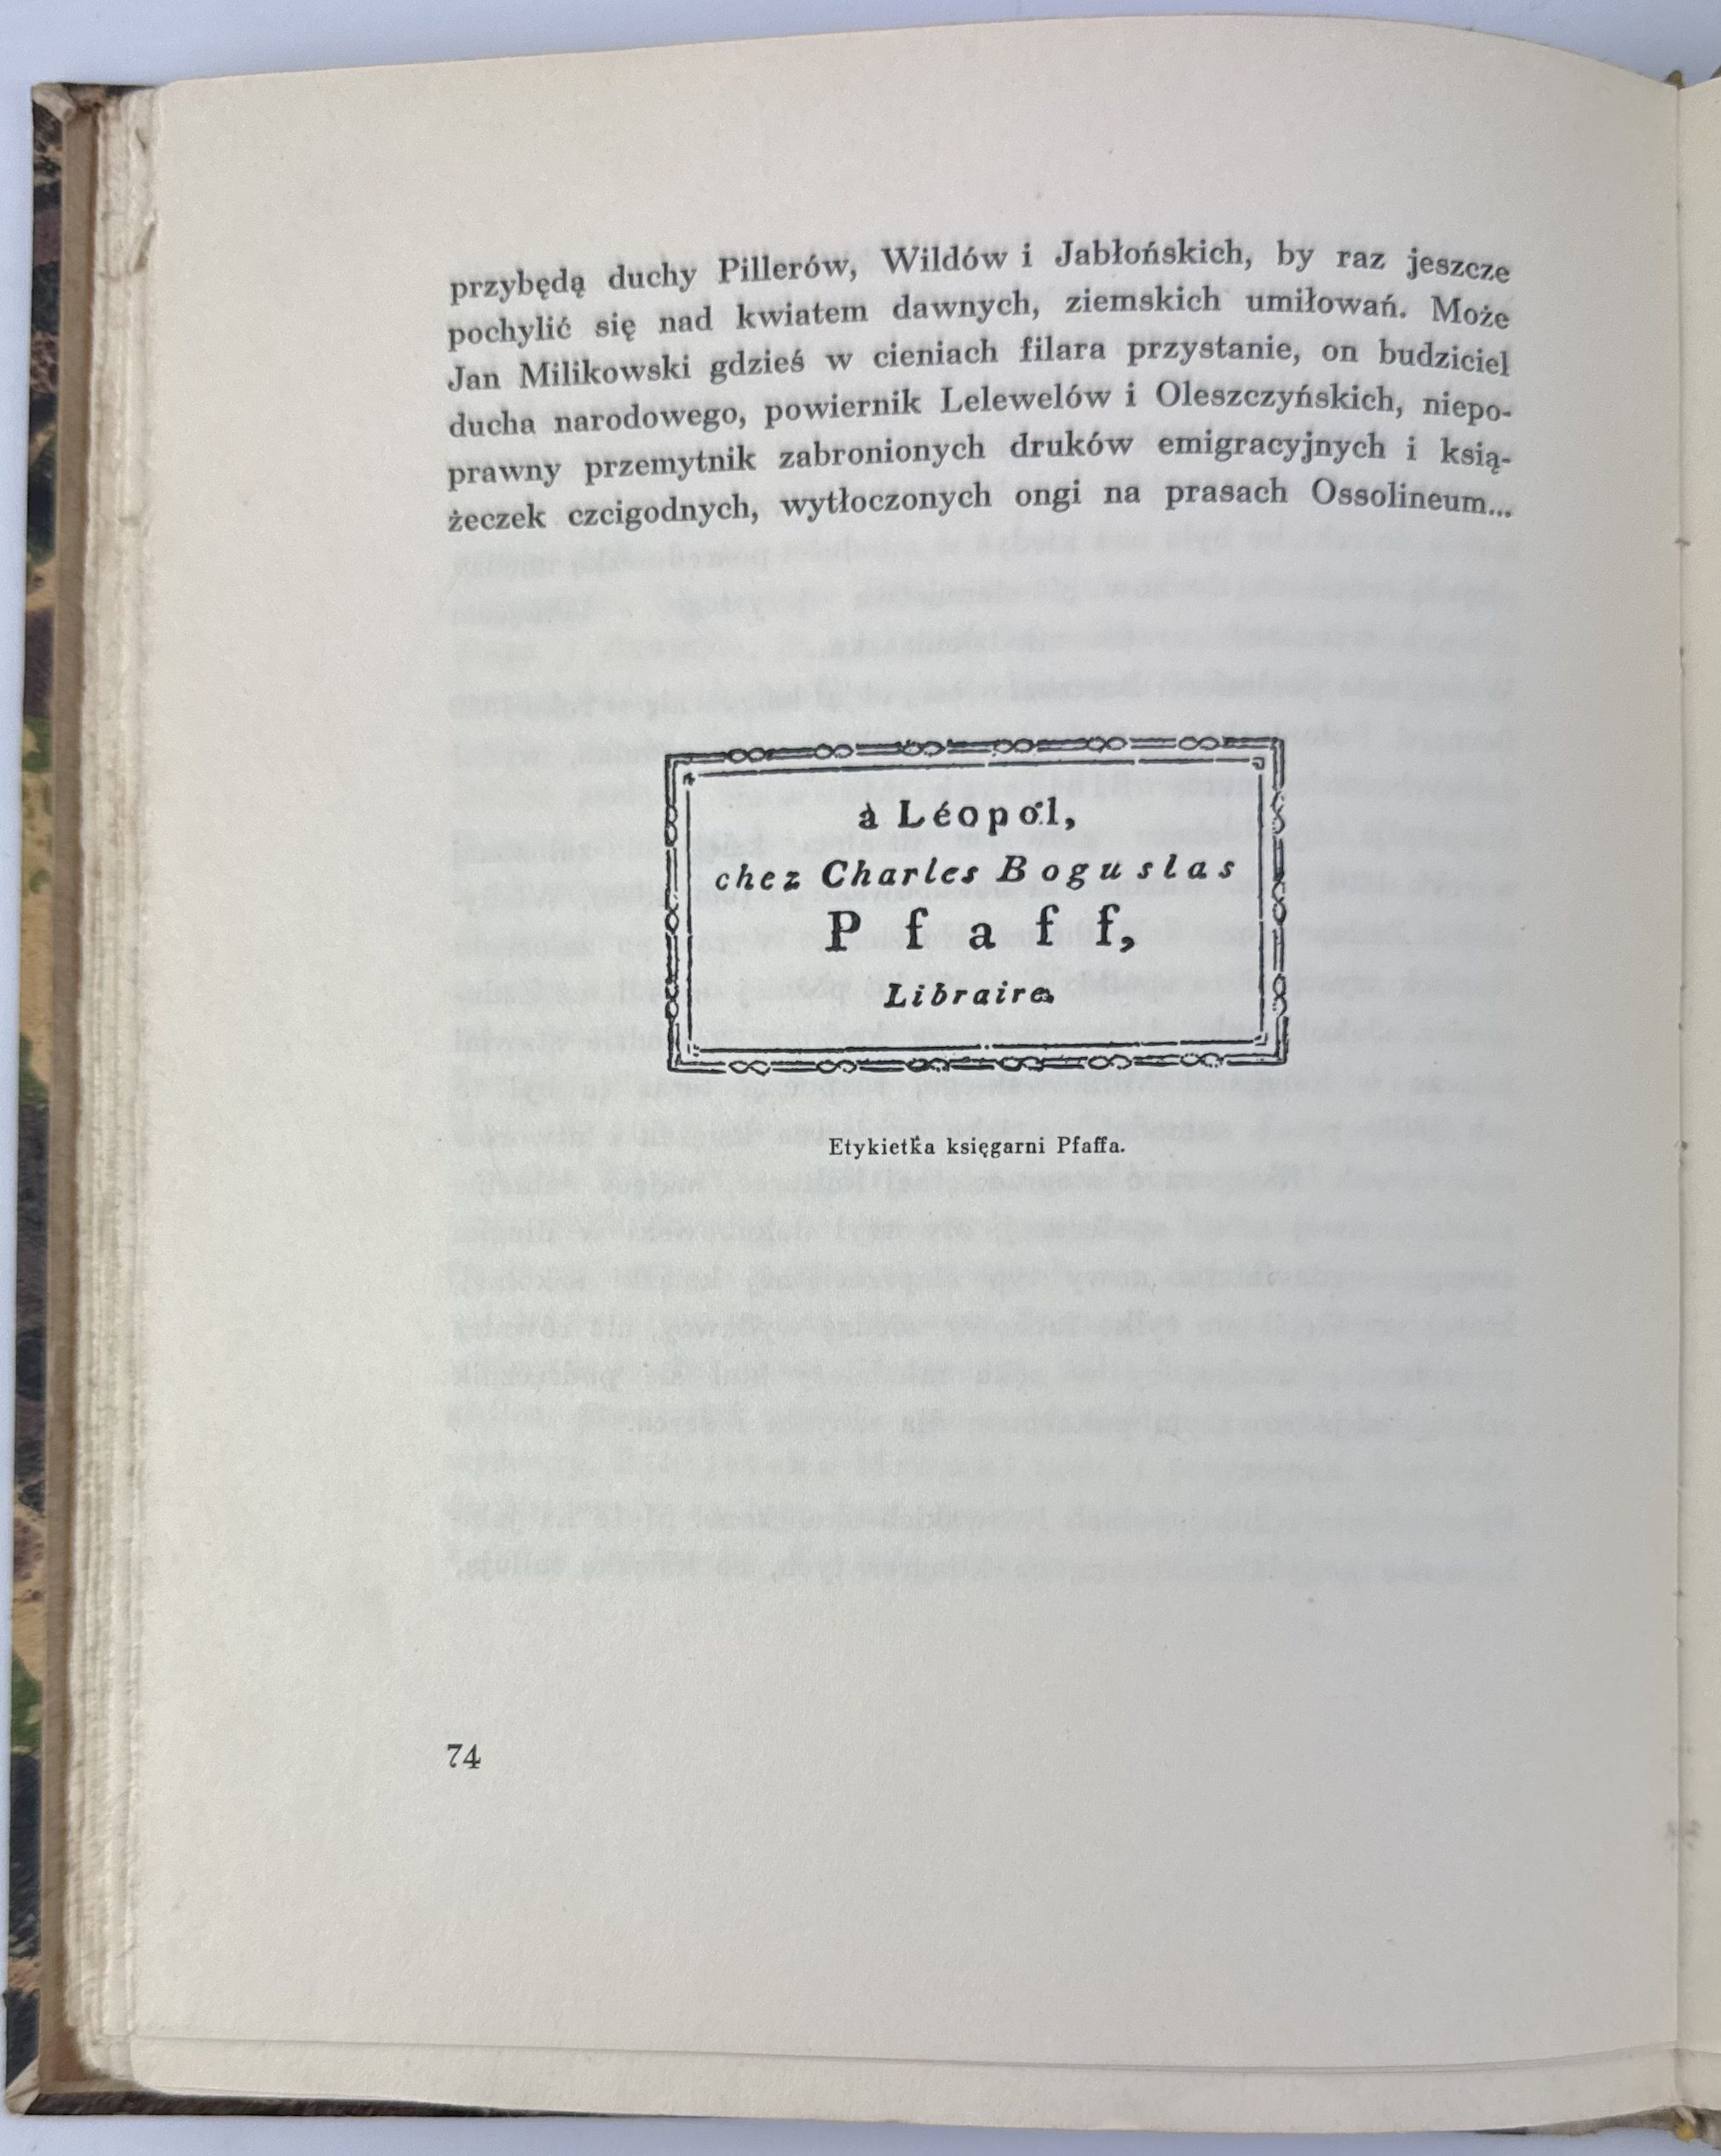 przybędą duchy Pillerów, Wildów i Jabłońskich, by raz jeszcze
pochylić się nad kwiatem dawnych, ziemskich umiłowań. Może
Jan Milikowski gdzieś w cieniach filara przystanie, on budziciel
ducha narodowego, powiernik Lelewelów i Oleszczyńskich, niepo-
prawny przemytnik zabronionych druków emigracyjnych i ksią-
żeczek czcigodnych, wytłoczonych ongi na prasach Ossolineum...
à Léopol,
chez Charles Boguslas
Pfaff,
Libraire.
Etykietka księgarni Pfaffa.
74